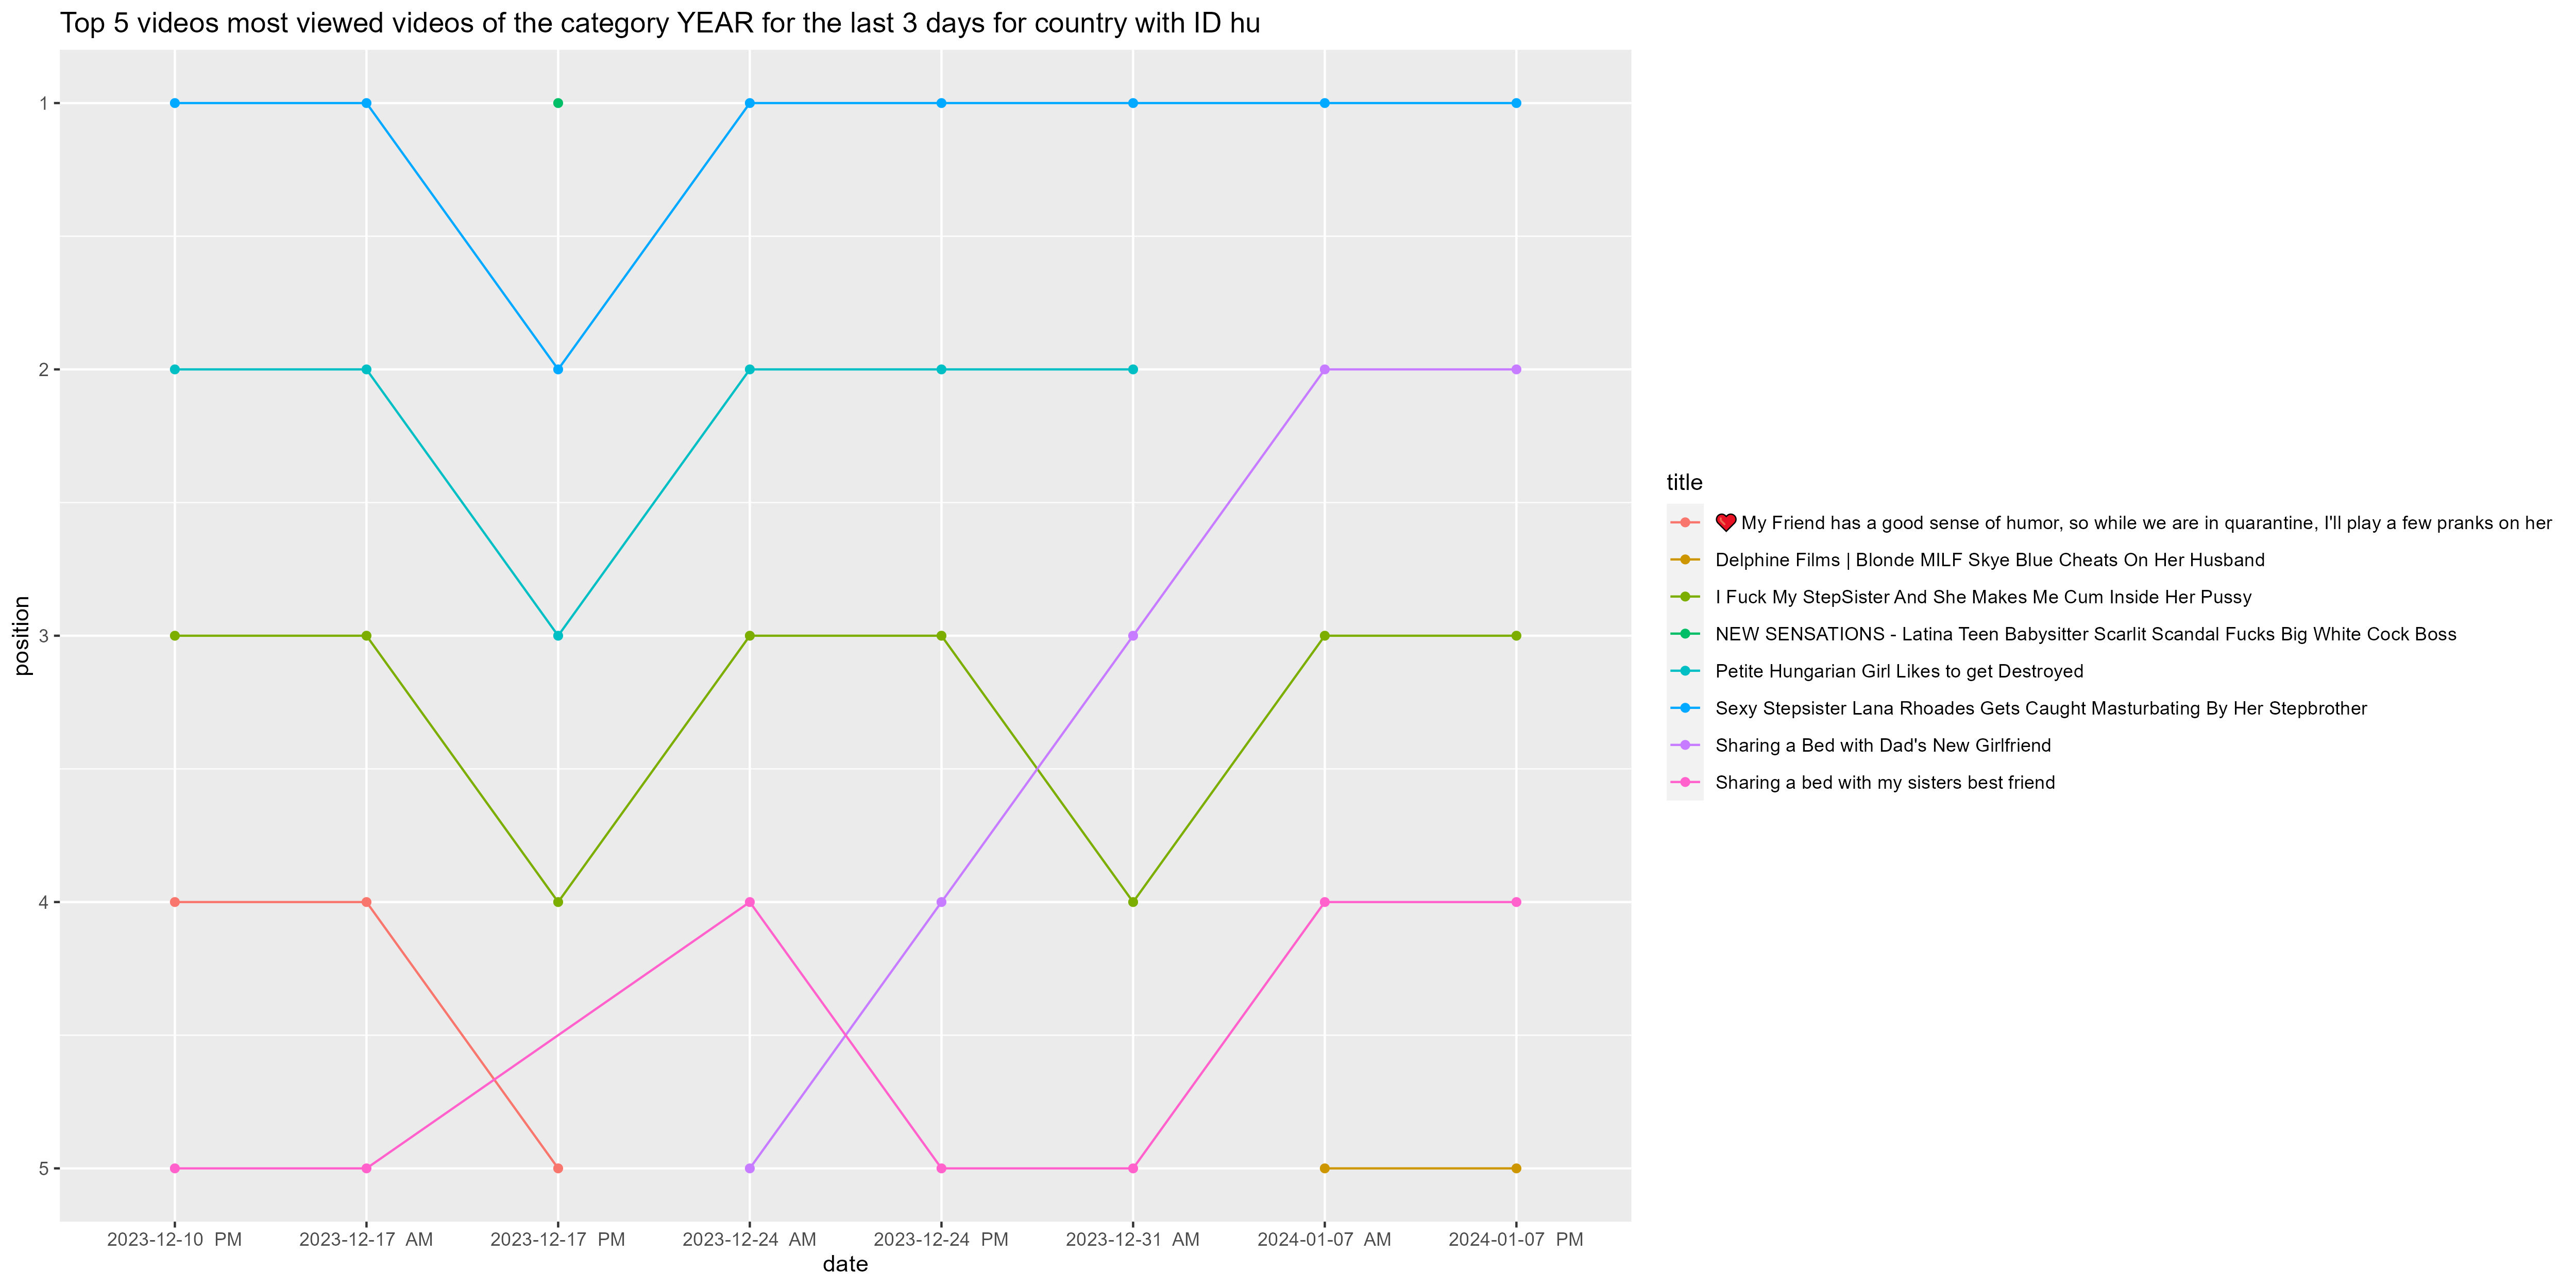 Top 5 videos most viewed videos of the category YEAR for the last 3 days for country with ID hu
position
1
2
3
4
5
2023-12-10 PM
2023-12-17 AM
2023-12-17 PM
2023-12-24 AM
2023-12-24 PM
2023-12-31 AM
2024-01-07 AM
2024-01-07 PM
date
title
❤️ My Friend has a good sense of humor, so while we are in quarantine, I'll play a few pranks on her
Delphine Films | Blonde MILF Skye Blue Cheats On Her Husband
I Fuck My StepSister And She Makes Me Cum Inside Her Pussy
NEW SENSATIONS - Latina Teen Babysitter Scarlit Scandal Fucks Big White Cock Boss
Petite Hungarian Girl Likes to get Destroyed
Sexy Stepsister Lana Rhoades Gets Caught Masturbating By Her Stepbrother
Sharing a Bed with Dad's New Girlfriend
Sharing a bed with my sisters best friend